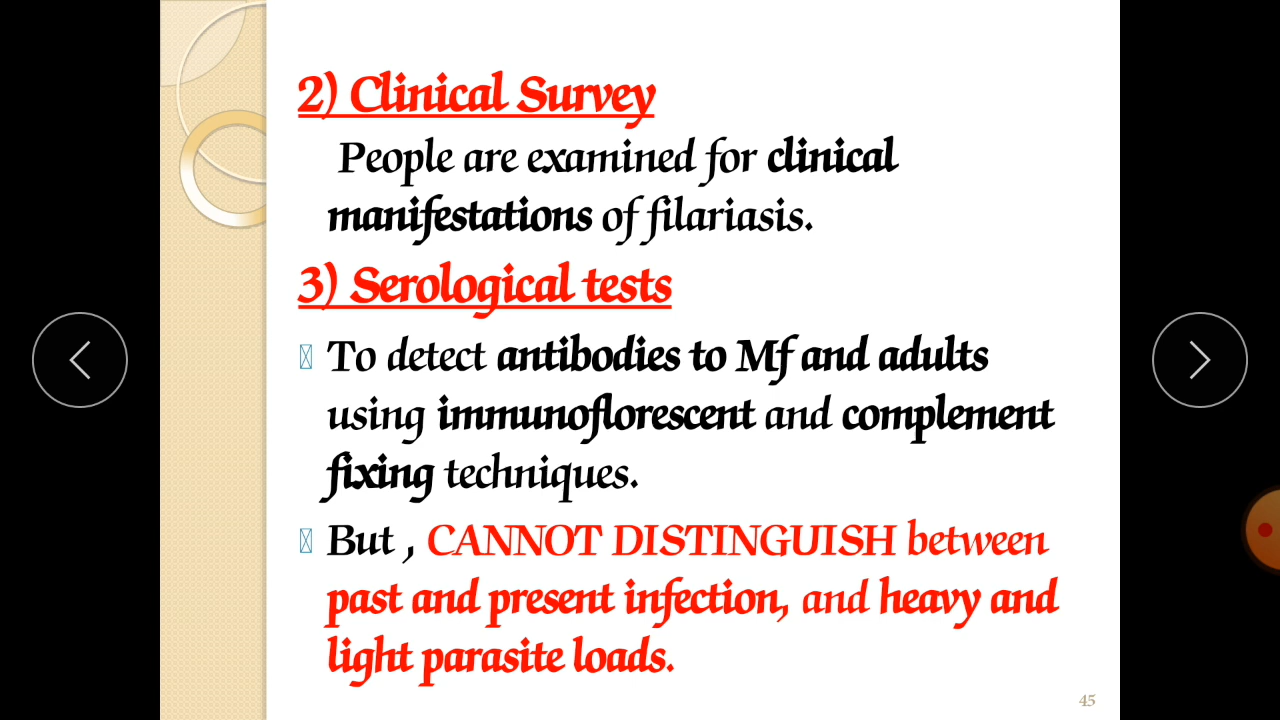 2) Clinical Survey
People are examined for clinical
manifestations of filariasis.
3) Serological tests
To detect antibodies to Mf and adults
using immunoflorescent and complement
fixing techniques.
But , CANNOT DISTINGUISH between
past and present infection, and heavy and
light parasite loads.
45